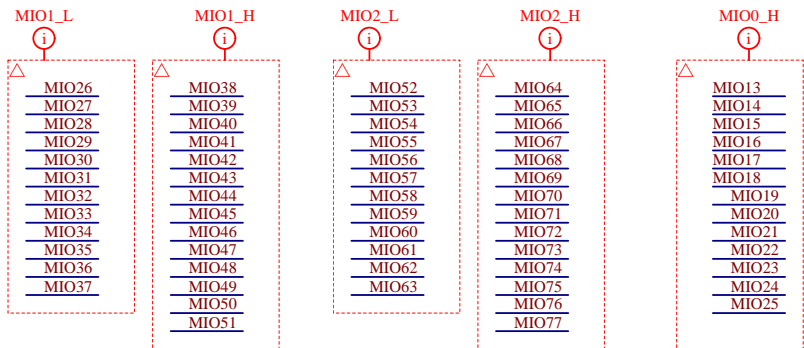 MIO1_L
i
MIO26
MIO27
MIO28
MIO29
MIO30
MIO31
MIO32
MIO33
MIO34
MIO35
MIO36
MIO37
MIO1_H
i
MIO38
MIO39
MIO40
MIO41
MIO42
MIO43
MIO44
MIO45
MIO46
MIO47
MIO48
MIO49
MIO50
MIO51
MIO2_L
i
MIO52
MIO53
MIO54
MIO55
MIO56
MIO57
MIO58
MIO59
MIO60
MIO61
MIO62
MIO63
MIO2_H
i
MIO64
MIO65
MIO66
MIO67
MIO68
MIO69
MIO70
MIO71
MIO72
MIO73
MIO74
MIO75
MIO76
MIO77
MIO0_H
i
MIO13
MIO14
MIO15
MIO16
MIO17
MIO18
MIO19
MIO20
MIO21
MIO22
MIO23
MIO24
MIO25